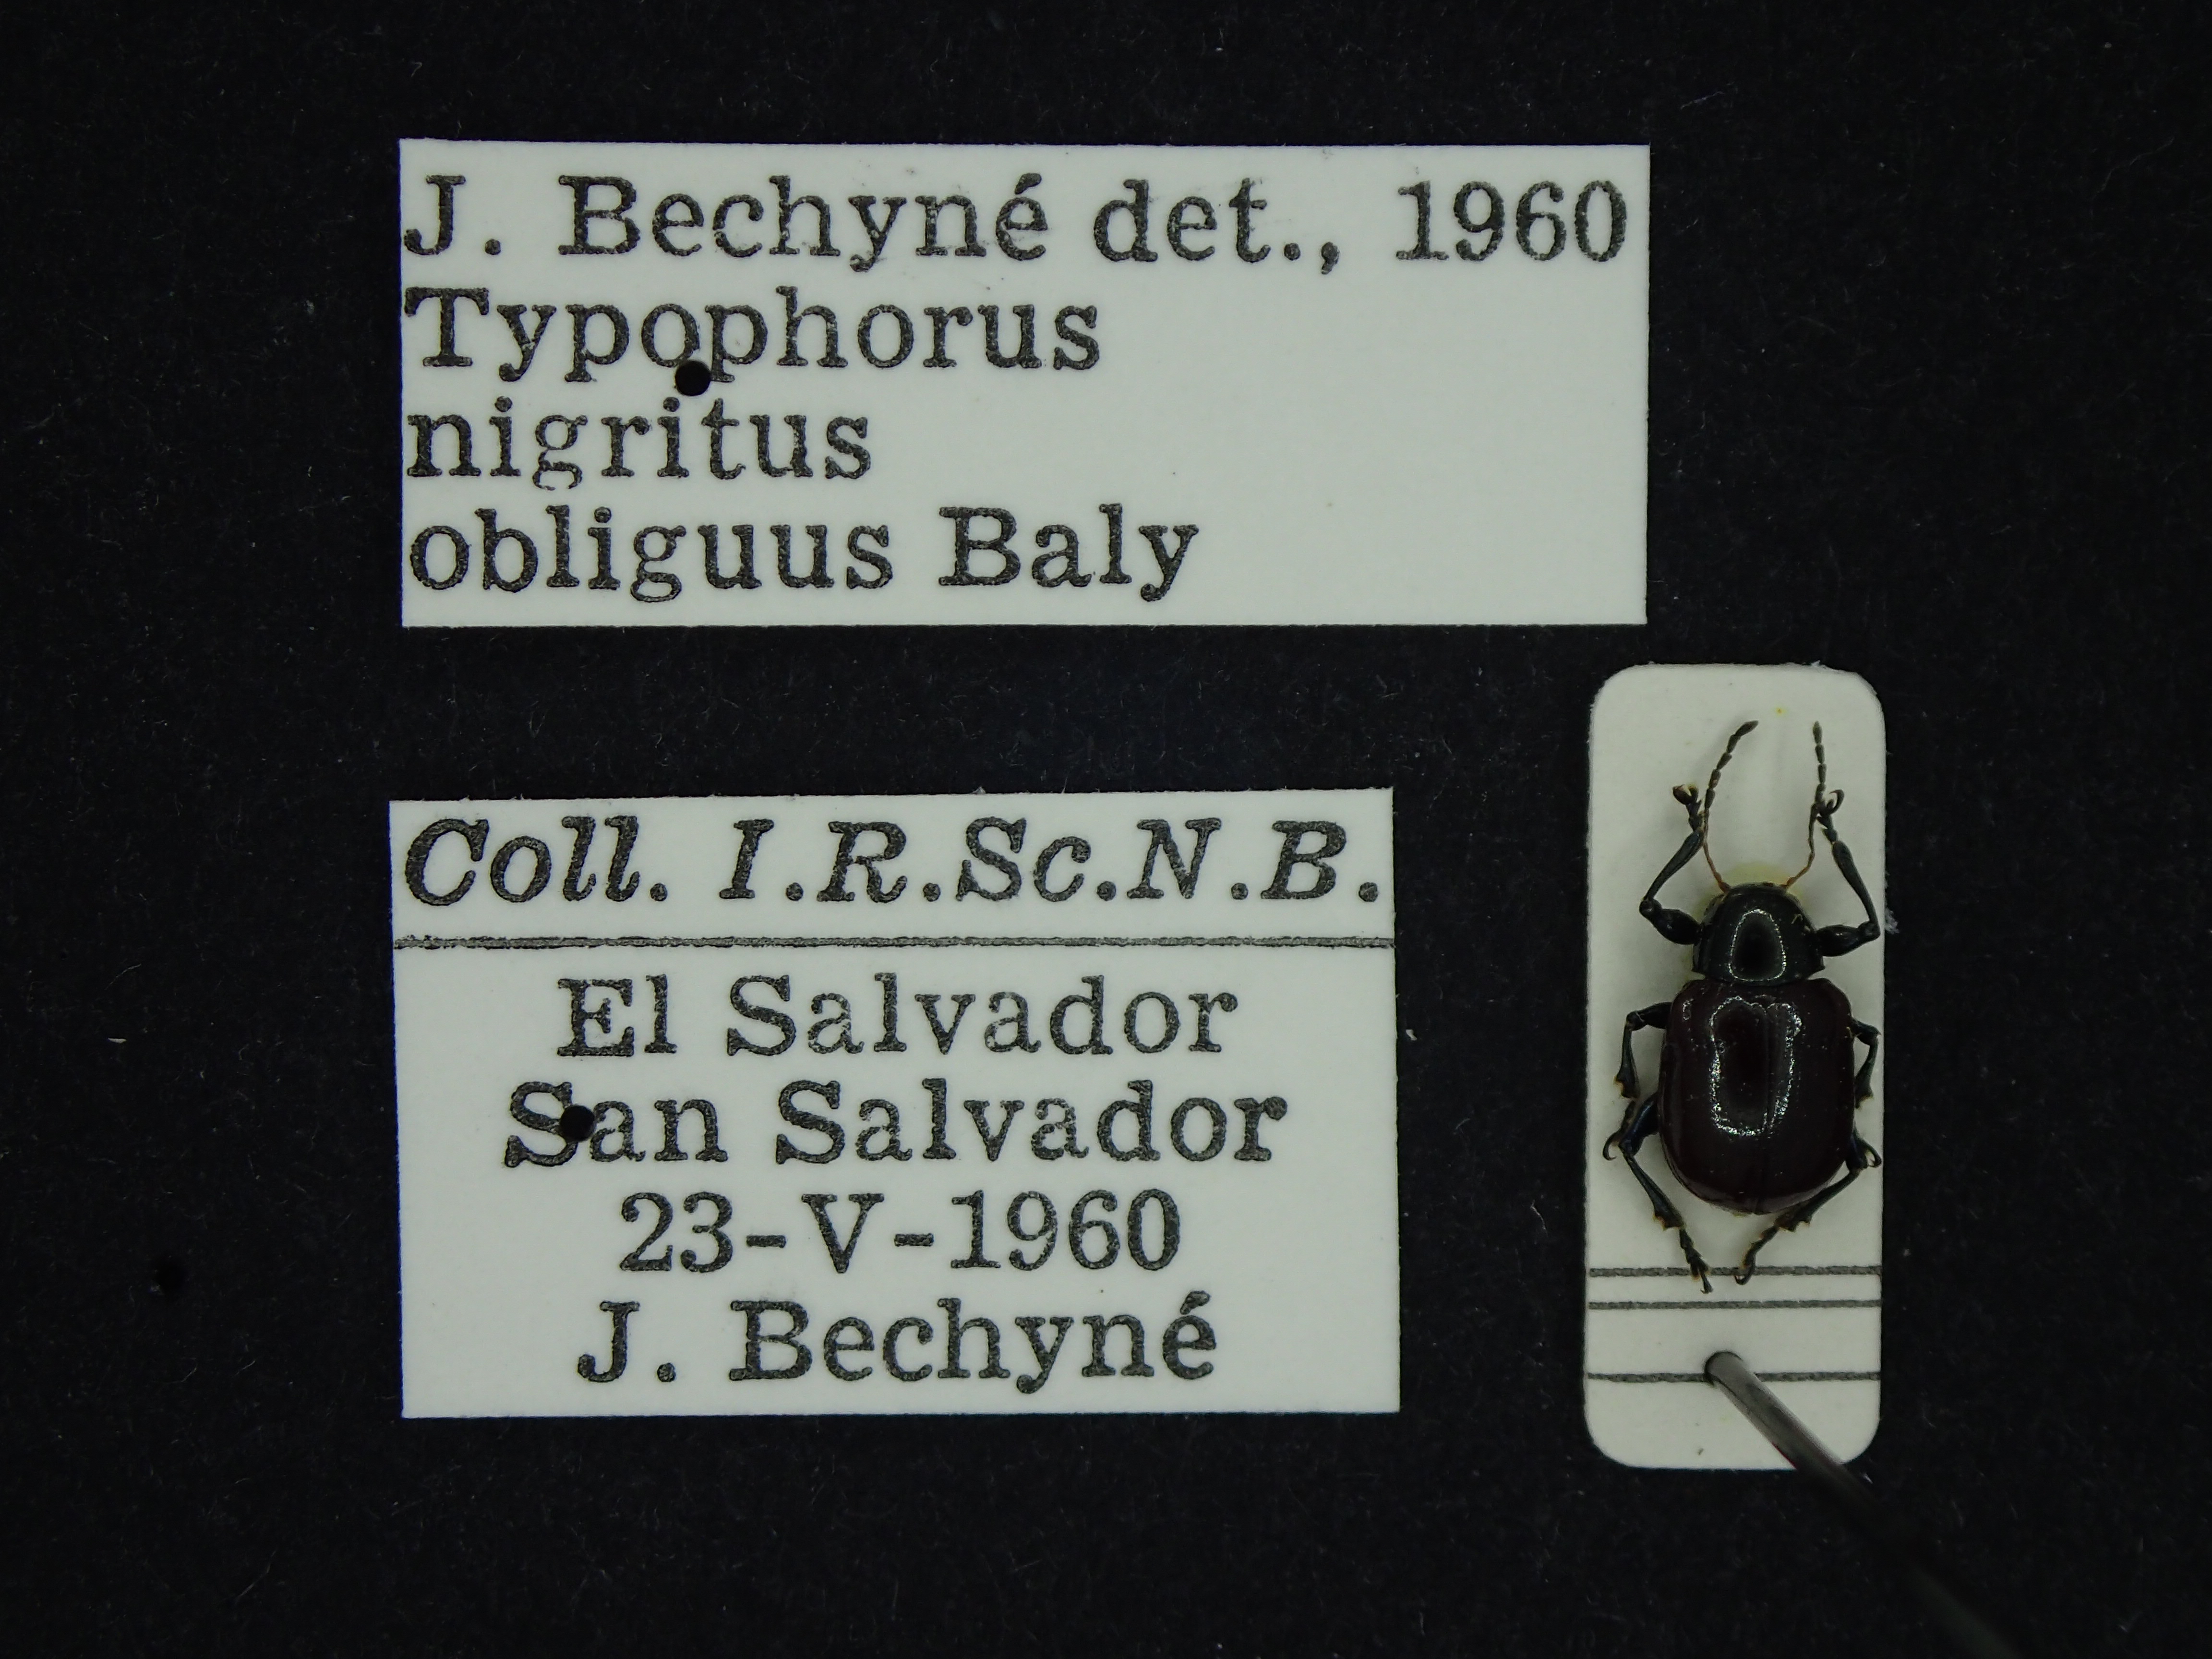 J. Bechyné det., 1960
Typophorus
nigritus
obliguus Baly
Coll. I.R.Sc.N.B.
El Salvador
San Salvador
23-V-1960
J. Bechyné